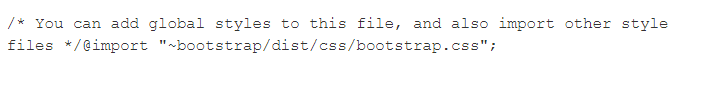 /* You can add global styles to this file, and also import other style
files */@import "~bootstrap/dist/css/bootstrap.css";